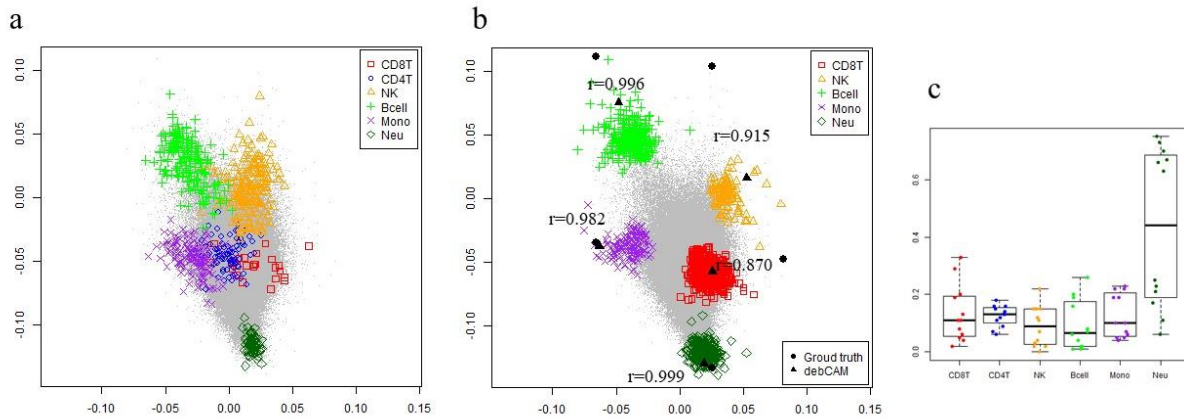 a
CD8T
CD4T
NK
Bcell
Mono
Neu
0.10
0.05
0.00
-0.05
-0.10
-0.10 -0.05 0.00 0.05 0.10 0.15
b
CD8T
NK
Bcell
Mono
Neu
r=0.996
r=0.915
r=0.982
r=0.870
r=0.999
Groud truth
debCAM
0.10
0.05
0.00
-0.05
-0.10
-0.10 -0.05 0.00 0.05 0.10 0.15
c
0.6
0.4
0.2
0.0
CD8T CD4T NK Bcell Mono Neu